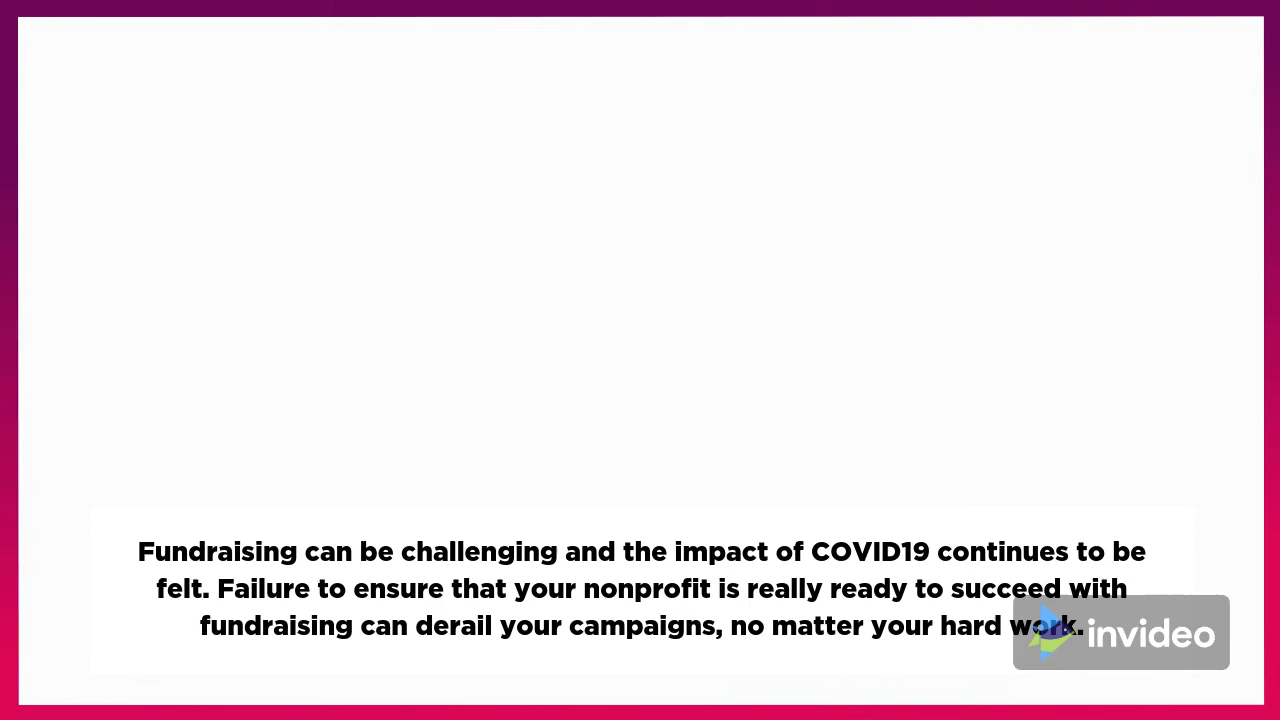 Fundraising can be challenging and the impact of COVID19 continues to be
felt. Failure to ensure that your nonprofit is really ready to succeed with
fundraising can derail your campaigns, no matter your hard work.
invideo